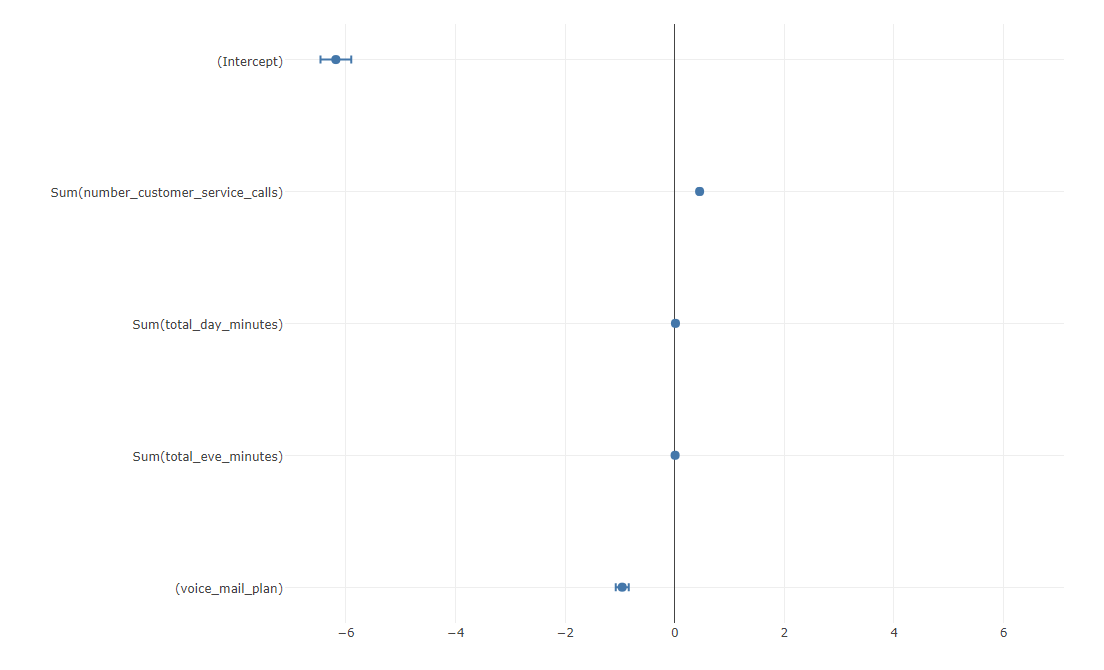 (Intercept)
Sum(number_customer_service_calls)
Sum(total_day_minutes)
Sum(total_eve_minutes)
(voice_mail_plan)
−6 −4 −2 0 2 4 6